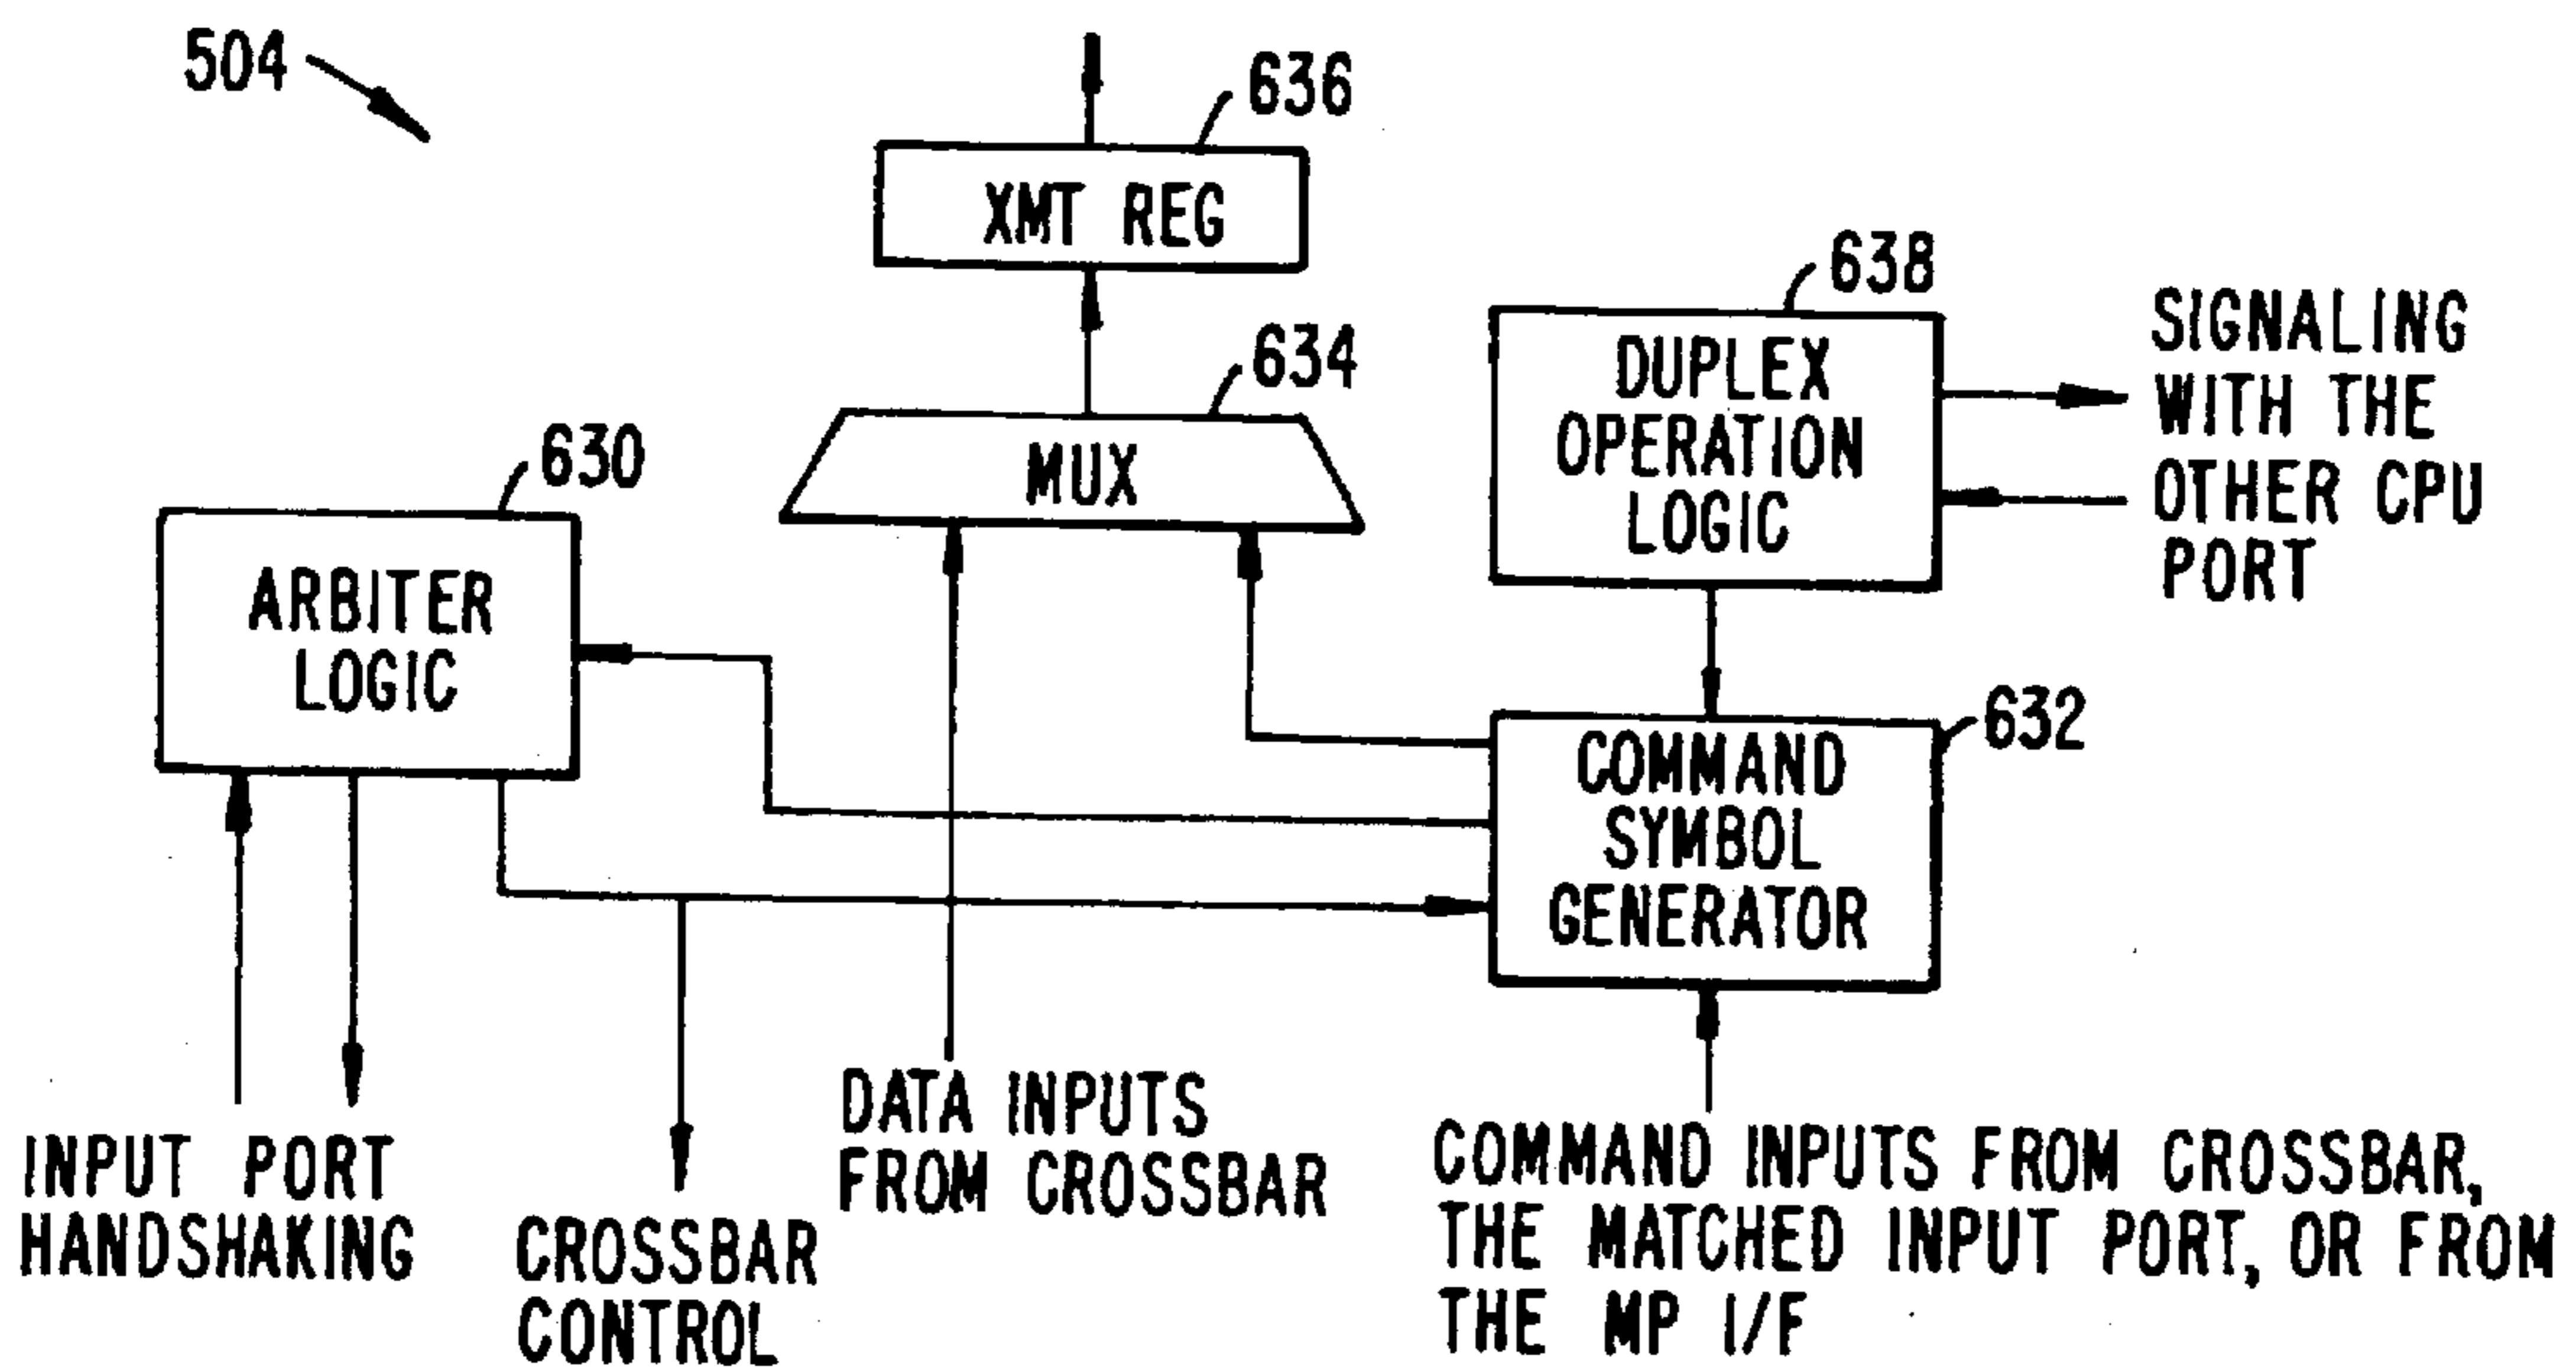 504
636
XMT REG
638
DUPLEX
OPERATION
LOGIC
SIGNALING
WITH THE
OTHER CPU
PORT
634
MUX
630
ARBITER
LOGIC
632
COMMAND
SYMBOL
GENERATOR
INPUT PORT
HANDSHAKING
CROSSBAR
CONTROL
DATA INPUTS
FROM CROSSBAR
COMMAND INPUTS FROM CROSSBAR,
THE MATCHED INPUT PORT, OR FROM
THE MP I/F